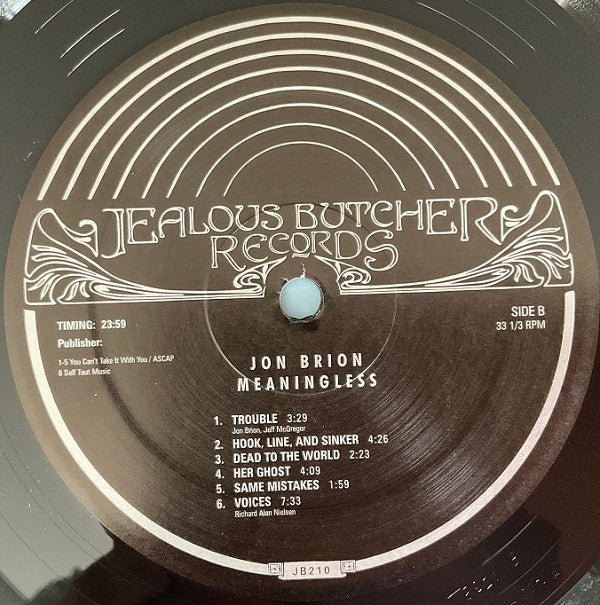 JEALOUS BUTCHER
RECORDS
TIMING: 23:59
Publisher:
1-5 You Can't Take It With You / ASCAP
6 Self Taut Music
SIDE B
33 1/3 RPM
JON BRION
MEANINGLESS
1. TROUBLE 3:29
Jon Brion, Jeff McGregor
2. HOOK, LINE, AND SINKER 4:26
3. DEAD TO THE WORLD 2:23
4. HER GHOST 4:09
5. SAME MISTAKES 1:59
6. VOICES 7:33
Richard Alan Nielsen
JB210